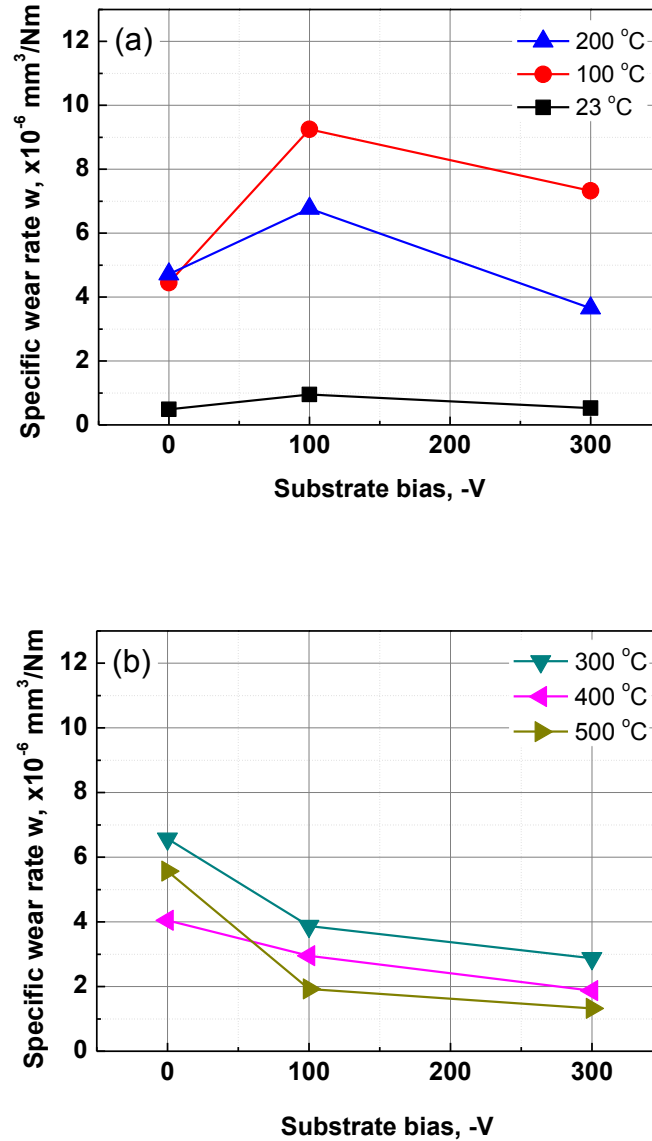 (a)
200 °C
100 °C
23 °C
Specific wear rate w, x10⁻⁶ mm³/Nm
12
10
8
6
4
2
0
0 100 200 300
Substrate bias, -V
(b)
300 °C
400 °C
500 °C
Specific wear rate w, x10⁻⁶ mm³/Nm
12
10
8
6
4
2
0
0 100 200 300
Substrate bias, -V